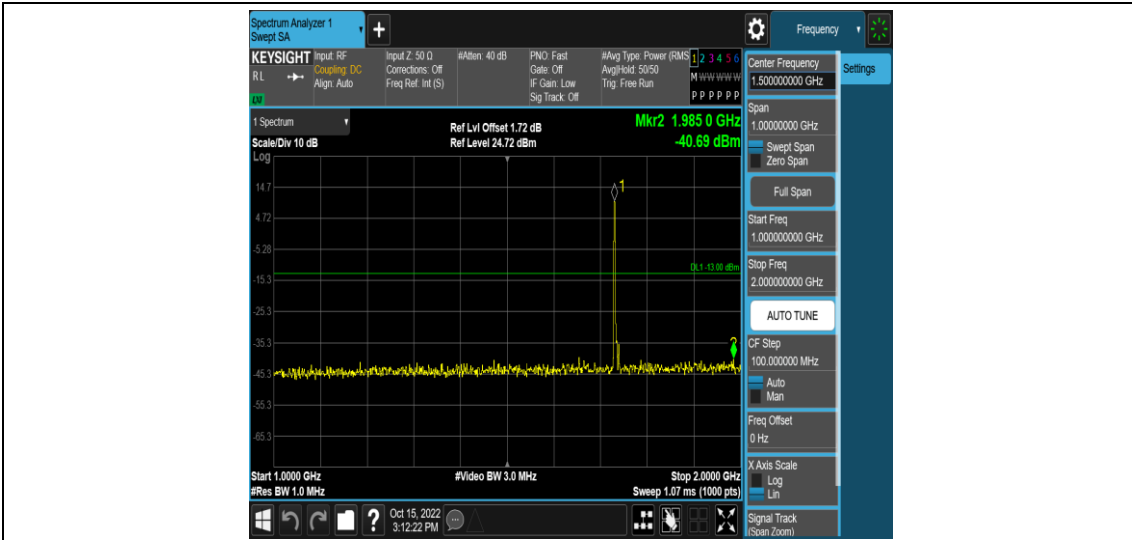 Spectrum Analyzer 1
Swept SA
Frequency
KEYSIGHT
RL
LXI
Input: RF
Coupling: DC
Align: Auto
Input Z: 50 Ω
Corrections: Off
Freq Ref: Int (S)
#Atten: 40 dB
PNO: Fast
Gate: Off
IF Gain: Low
Sig Track: Off
#Avg Type: Power (RMS
Avg|Hold: 50/50
Trig: Free Run
1 2 3 4 5 6
M W W W W W
P P P P P P
1 Spectrum
Scale/Div 10 dB
Log
Ref Lvl Offset 1.72 dB
Ref Level 24.72 dBm
Mkr2 1.985 0 GHz
-40.69 dBm
14.7
4.72
-5.28
-15.3
-25.3
-35.3
-45.3
-55.3
-65.3
1
2
DL1 -13.00 dBm
Start 1.0000 GHz
#Res BW 1.0 MHz
#Video BW 3.0 MHz
Stop 2.0000 GHz
Sweep 1.07 ms (1000 pts)
Center Frequency
1.500000000 GHz
Settings
Span
1.00000000 GHz
Swept Span
Zero Span
Full Span
Start Freq
1.000000000 GHz
Stop Freq
2.000000000 GHz
AUTO TUNE
CF Step
100.000000 MHz
Auto
Man
Freq Offset
0 Hz
X Axis Scale
Log
Lin
Signal Track
(Span Zoom)
?
Oct 15, 2022
3:12:22 PM